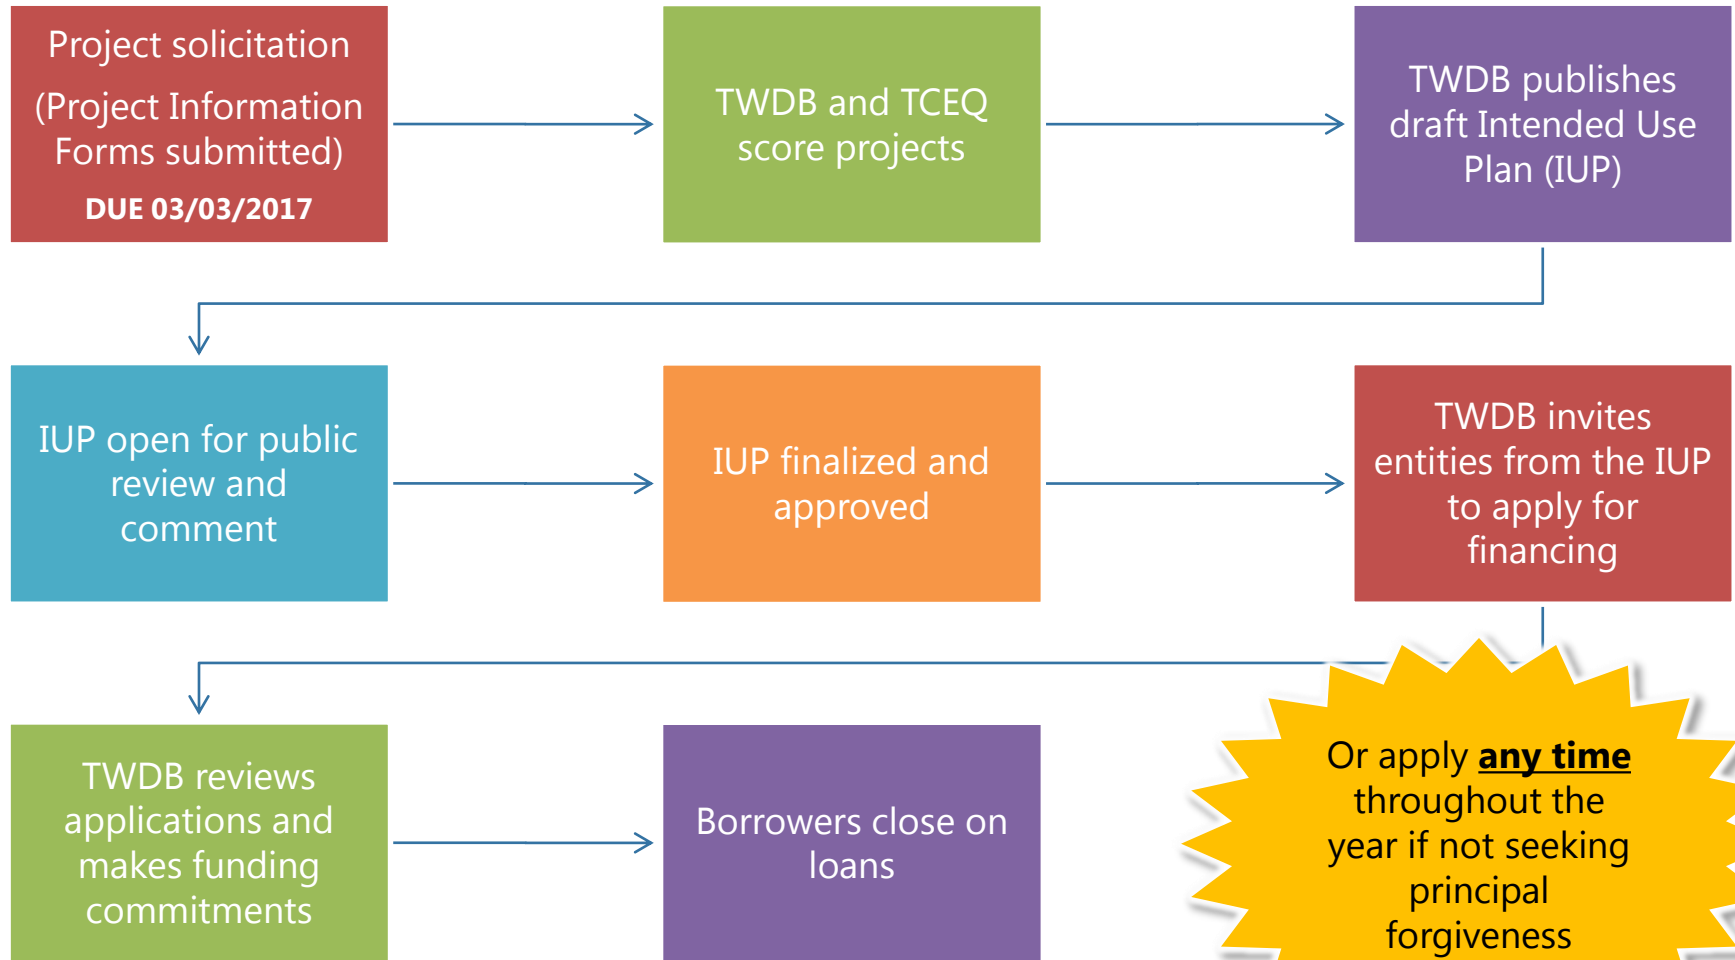 Project solicitation
(Project Information
Forms submitted)
DUE 03/03/2017
TWDB and TCEQ
score projects
TWDB publishes
draft Intended Use
Plan (IUP)
IUP open for public
review and
comment
IUP finalized and
approved
TWDB invites
entities from the IUP
to apply for
financing
TWDB reviews
applications and
makes funding
commitments
Borrowers close on
loans
Or apply any time
throughout the
year if not seeking
principal
forgiveness